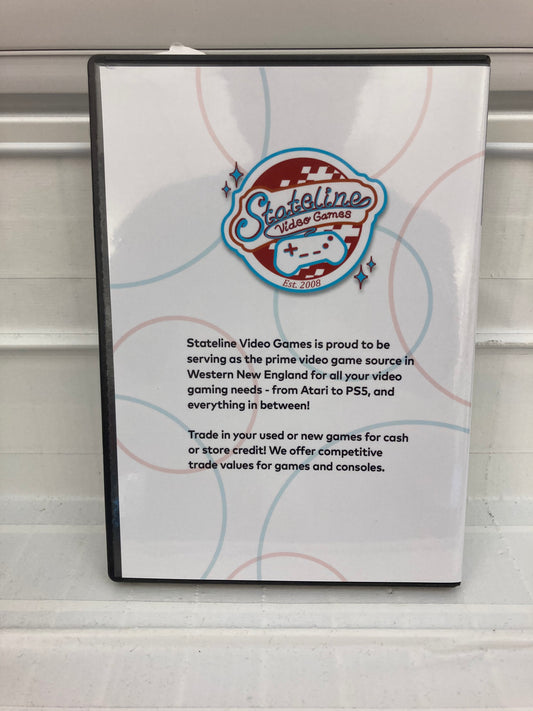 Stateline
Video Games
Est. 2008
Stateline Video Games is proud to be
serving as the prime video game source in
Western New England for all your video
gaming needs - from Atari to PS5, and
everything in between!
Trade in your used or new games for cash
or store credit! We offer competitive
trade values for games and consoles.